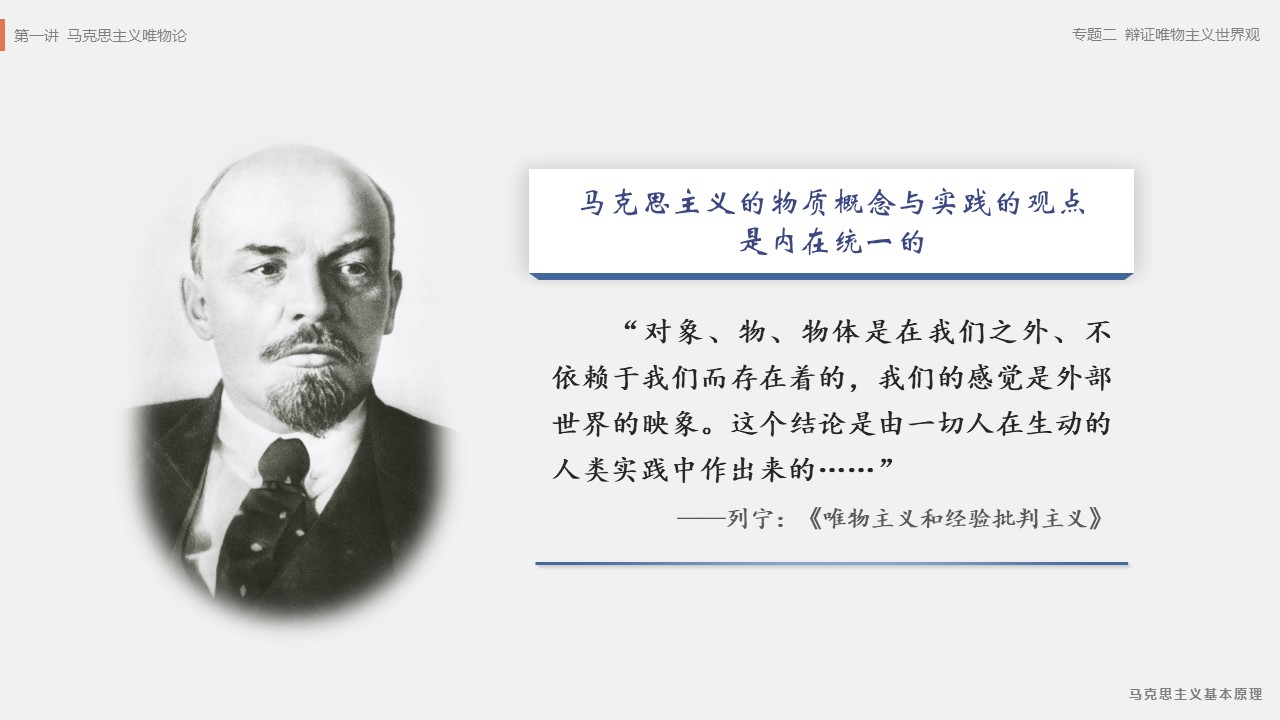 第一讲 马克思主义唯物论
专题二 辩证唯物主义世界观
马克思主义的物质概念与实践的观点
是内在统一的
“对象、物、物体是在我们之外、不
依赖于我们而存在着的，我们的感觉是外部
世界的映象。这个结论是由一切人在生动的
人类实践中作出来的……”
——列宁：《唯物主义和经验批判主义》
马克思主义基本原理